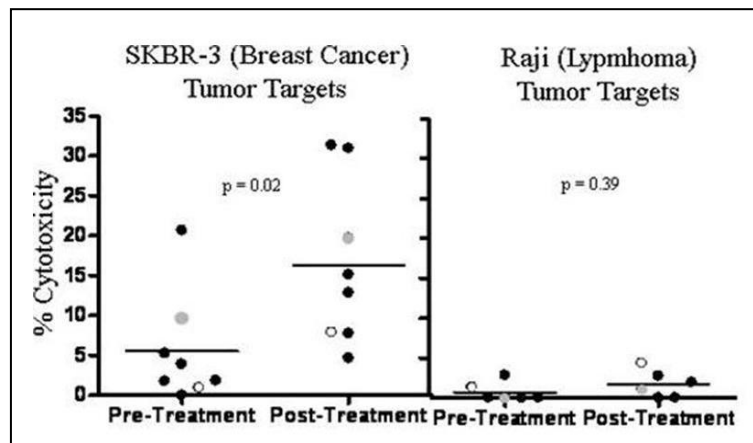 SKBR-3 (Breast Cancer)
Tumor Targets
Raji (Lypmhoma)
Tumor Targets
% Cytotoxicity
35
30
25
20
15
10
5
0
p = 0.02
p = 0.39
Pre-Treatment Post-Treatment
Pre-Treatment Post-Treatment